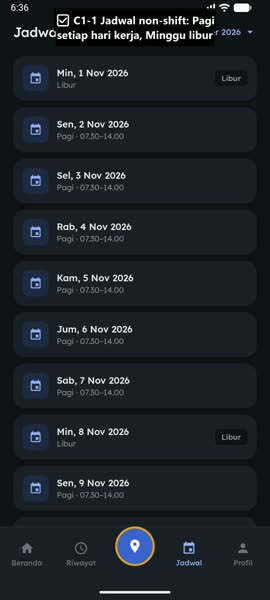 6:36
☑ C1-1 Jadwal non-shift: Pagi
setiap hari kerja, Minggu libur
2026
Min, 1 Nov 2026
Libur
Libur
Sen, 2 Nov 2026
Pagi · 07.30–14.00
Sel, 3 Nov 2026
Pagi · 07.30–14.00
Rab, 4 Nov 2026
Pagi · 07.30–14.00
Kam, 5 Nov 2026
Pagi · 07.30–14.00
Jum, 6 Nov 2026
Pagi · 07.30–14.00
Sab, 7 Nov 2026
Pagi · 07.30–14.00
Min, 8 Nov 2026
Libur
Libur
Sen, 9 Nov 2026
Pagi · 07.30–14.00
Beranda
Riwayat
Jadwal
Profil